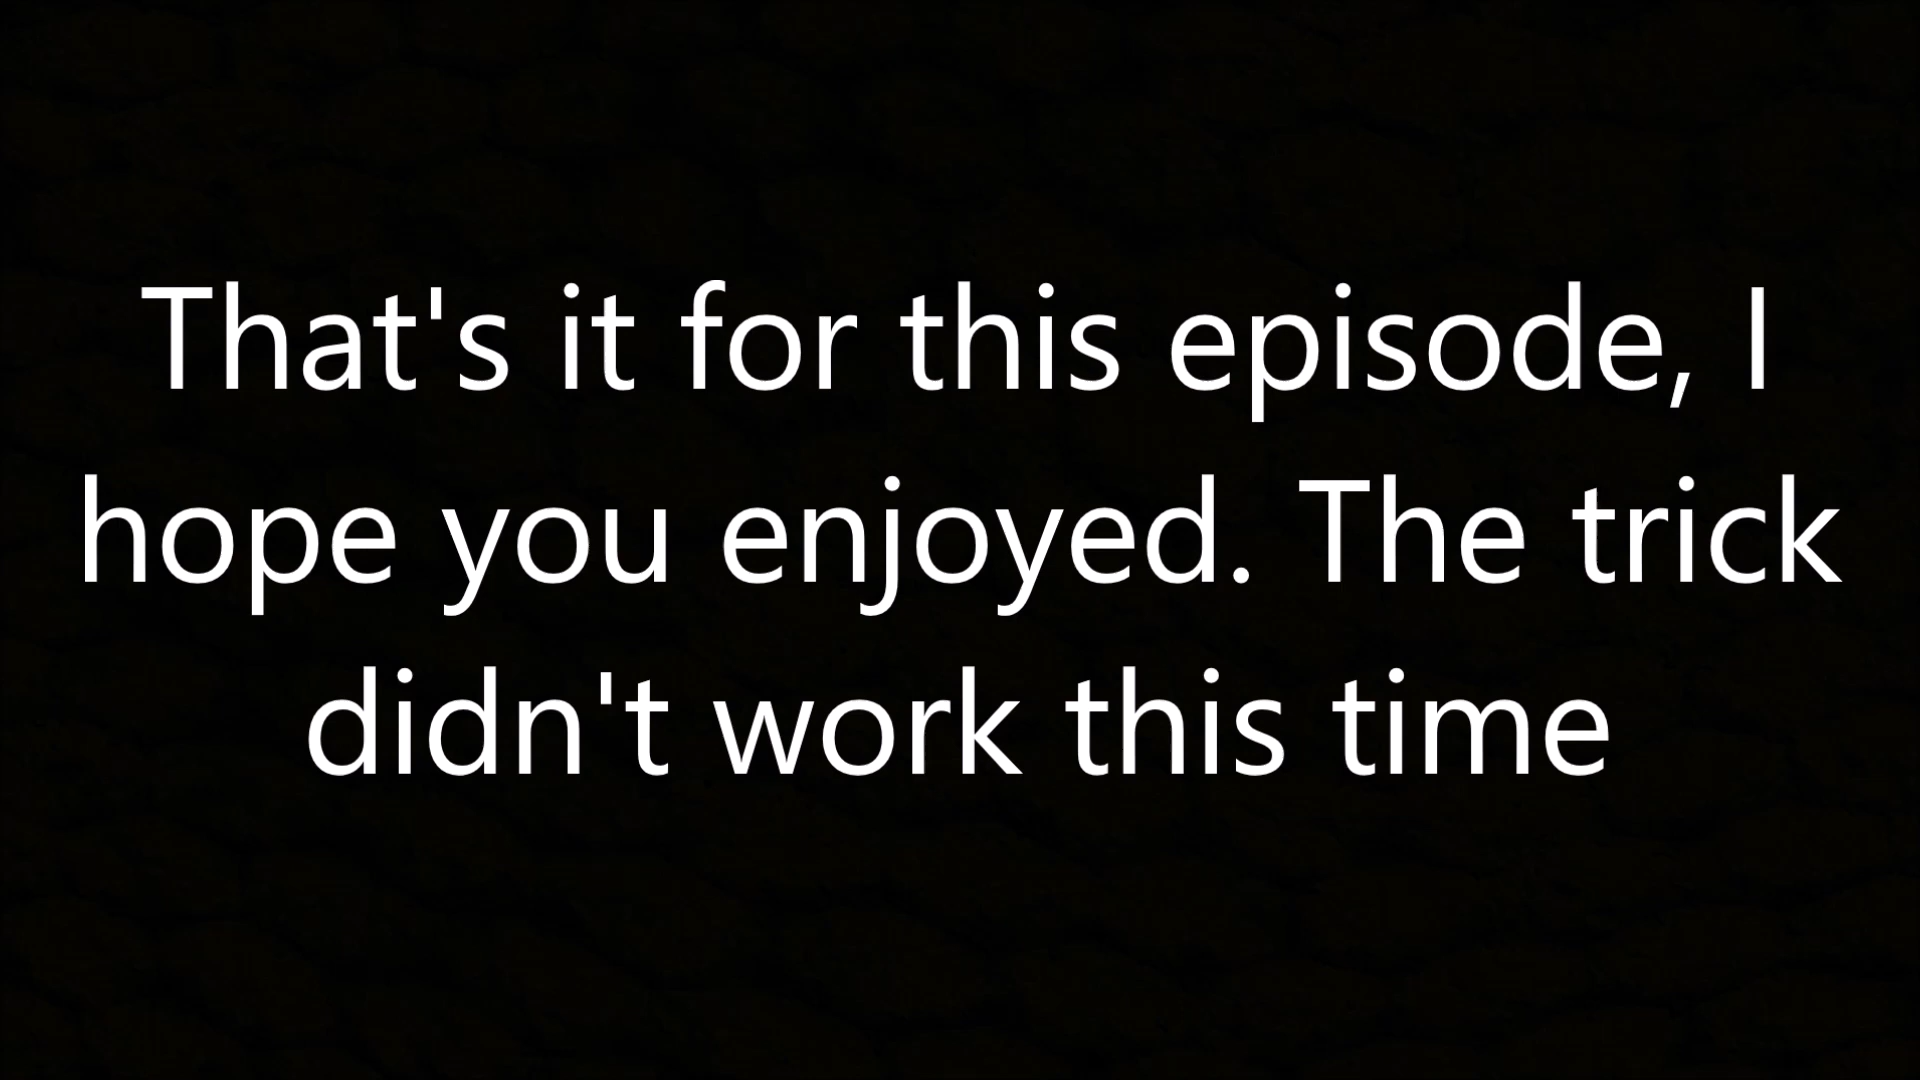 That's it for this episode, I
hope you enjoyed. The trick
didn't work this time